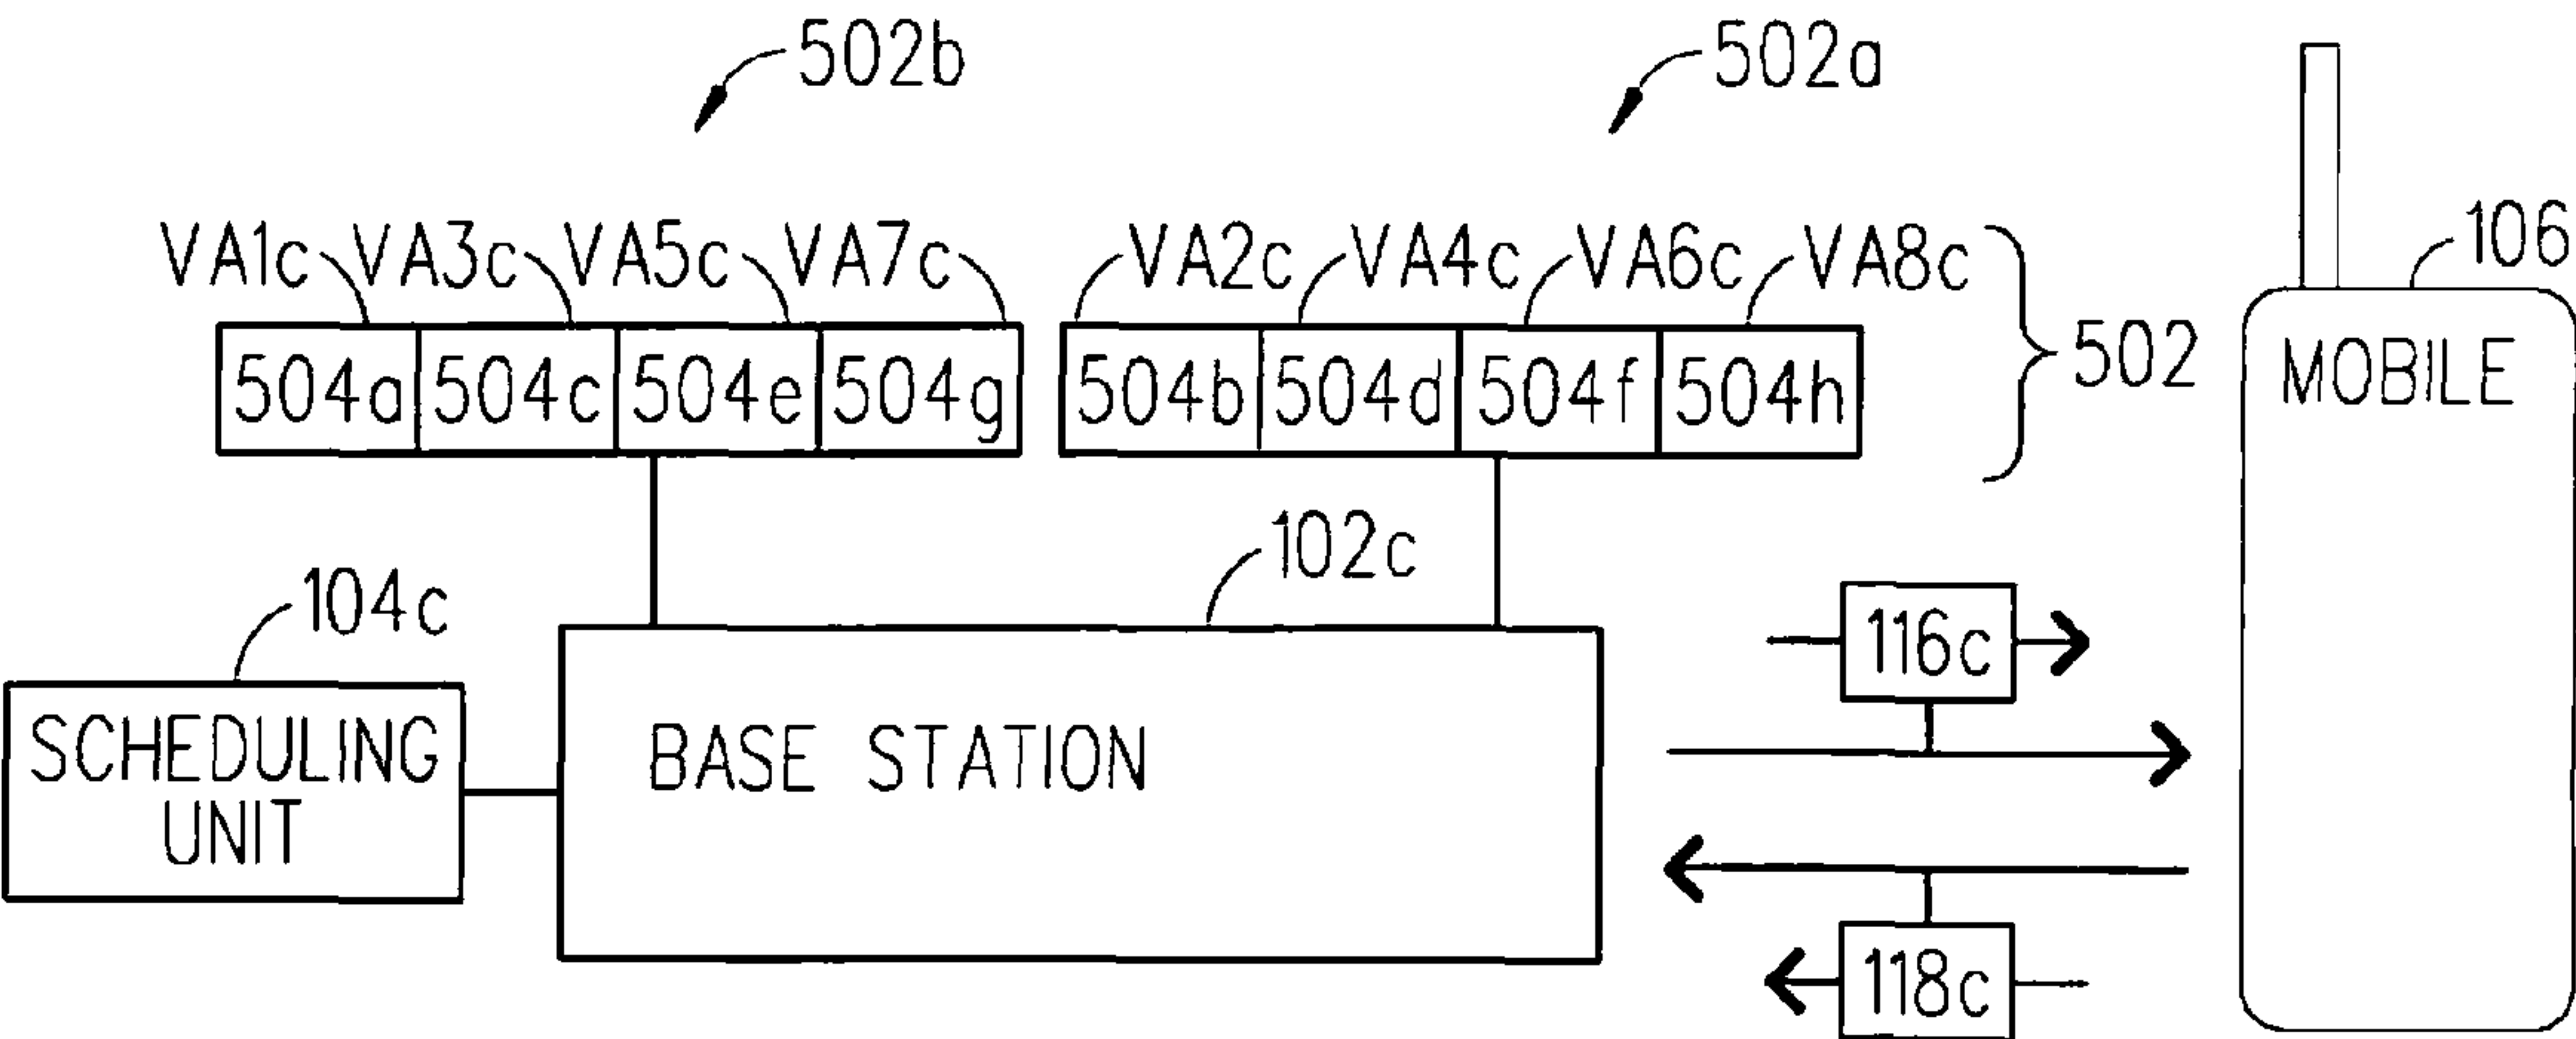 502b 502a
VA1c VA3c VA5c VA7c VA2c VA4c VA6c VA8c 106
504a 504c 504e 504g 504b 504d 504f 504h 502 MOBILE
102c
104c 116c
SCHEDULING
UNIT
BASE STATION
118c